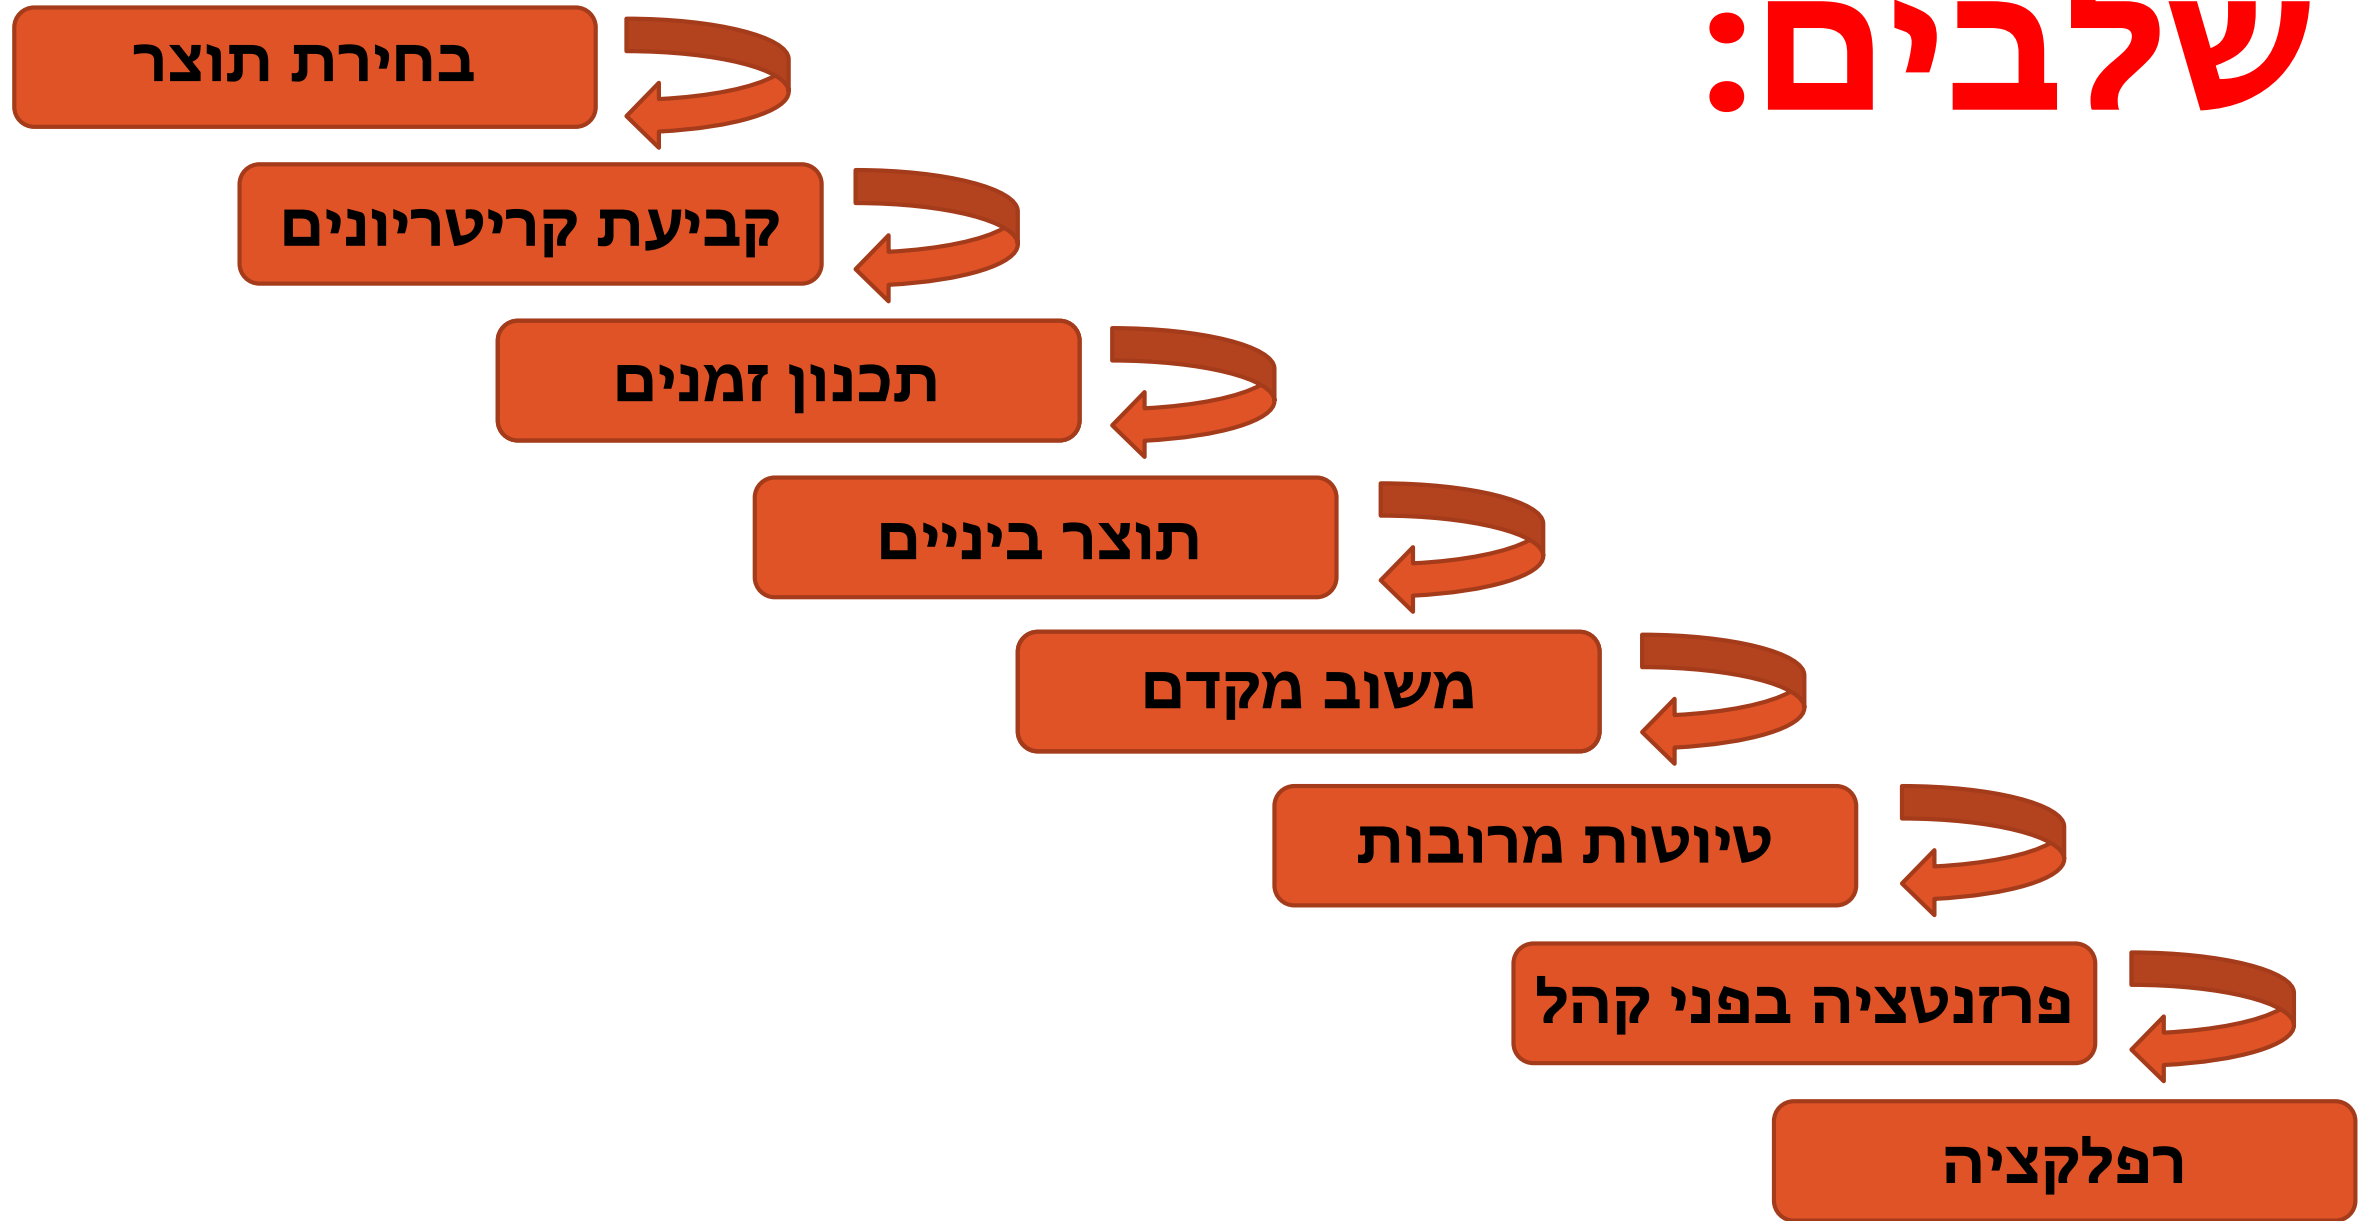 שלבים:
בחירת תוצר
קביעת קריטריונים
תכנון זמנים
תוצר ביניים
משוב מקדם
טיוטות מרובות
פרזנטציה בפני קהל
רפלקציה